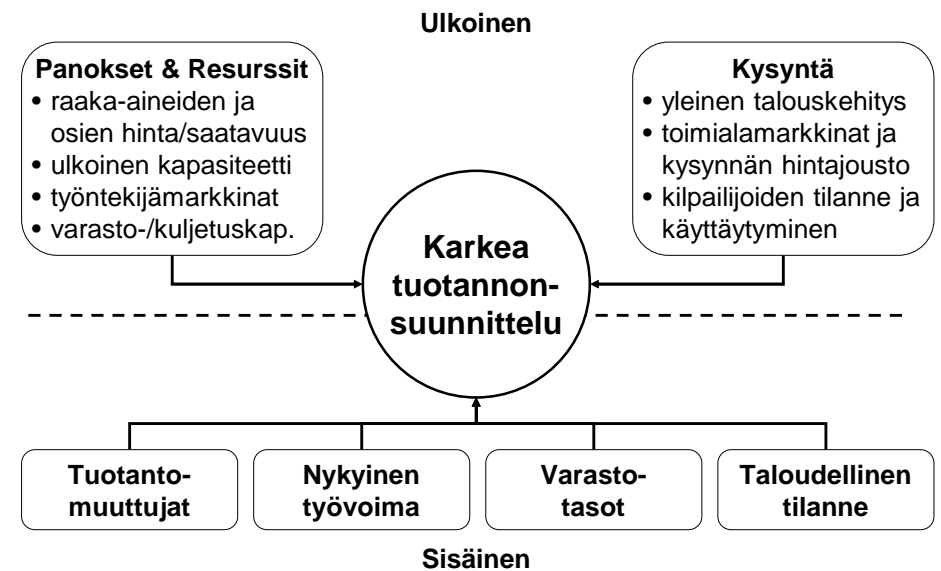 Ulkoinen
Panokset & Resurssit
• raaka-aineiden ja
osien hinta/saatavuus
• ulkoinen kapasiteetti
• työntekijämarkkinat
• varasto-/kuljetuskap.
Kysyntä
• yleinen talouskehitys
• toimialamarkkinat ja
kysynnän hintajousto
• kilpailijoiden tilanne ja
käyttäytyminen
Karkea
tuotannon-
suunnittelu
Tuotanto-
muuttujat
Nykyinen
työvoima
Varasto-
tasot
Taloudellinen
tilanne
Sisäinen